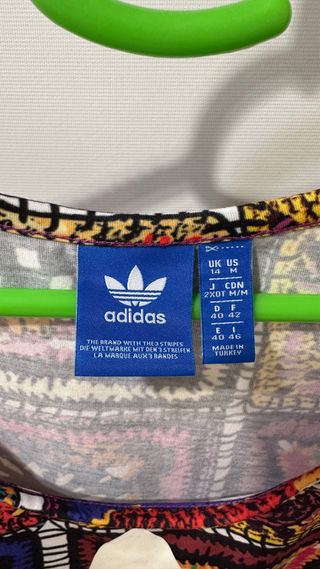 adidas
THE BRAND WITH THE 3 STRIPES
DIE WELTMARKE MIT DEN 3 STREIFEN
LA MARQUE AUX 3 BANDES
UK US
14 M
J CDN
2XOT M/M
D F
40 42
E I
40 46
MADE IN
TURKEY